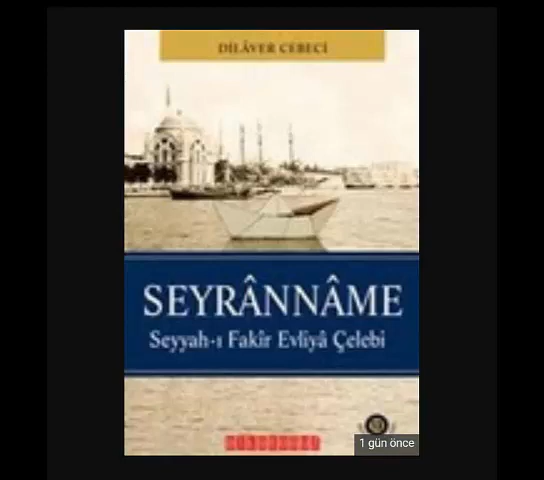 DİLÂVER CEBECİ
SEYRÂNNÂME
Seyyah-ı Fakîr Evliyâ Çelebi
1 gün önce